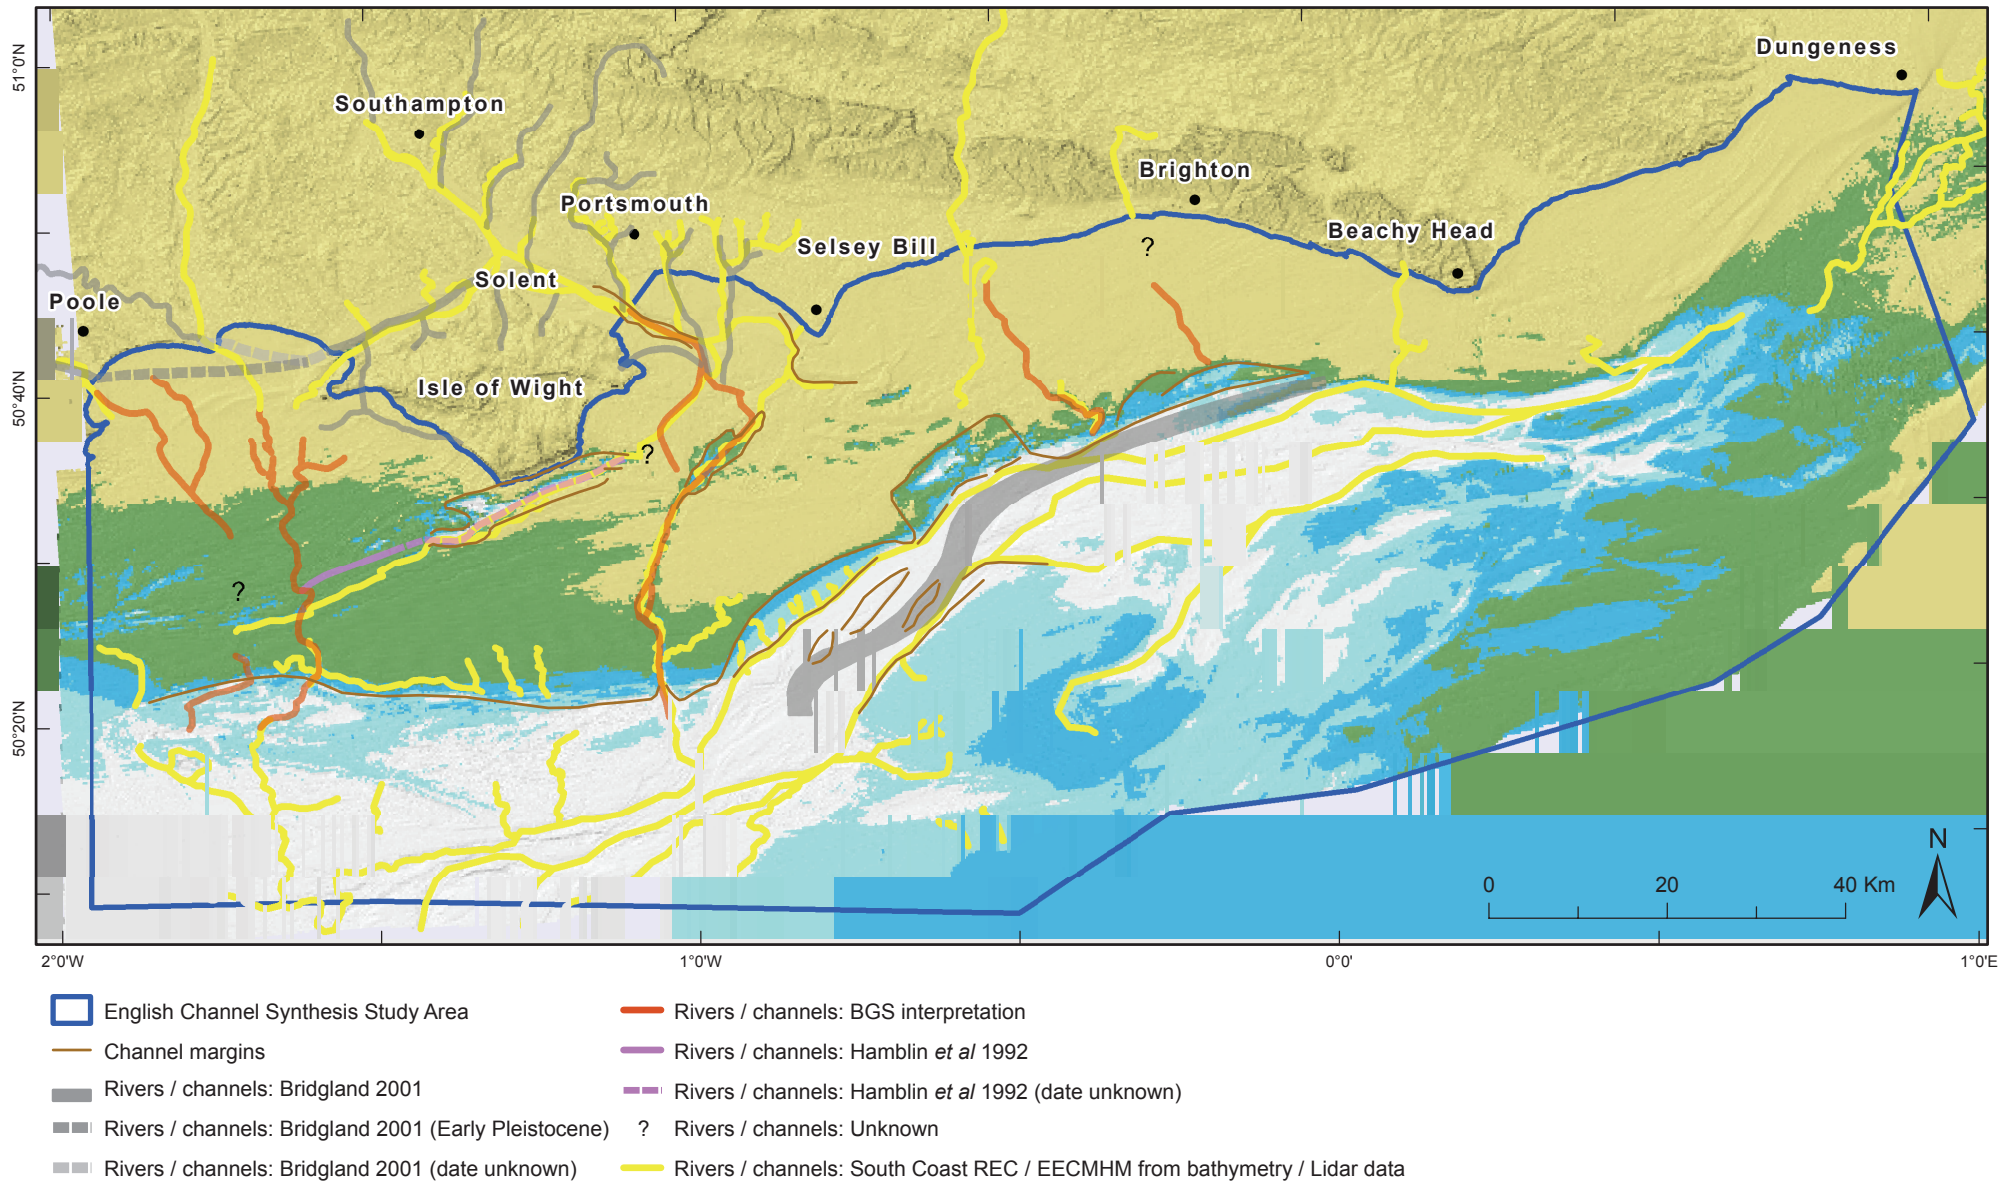 Dungeness
51°0'N
Southampton
Brighton
Portsmouth
Beachy Head
Selsey Bill
?
Solent
Poole
Isle of Wight
50°40'N
?
?
50°20'N
N
0 20 40 Km
2°0'W 1°0'W 0°0' 1°0'E
English Channel Synthesis Study Area
Channel margins
Rivers / channels: Bridgland 2001
Rivers / channels: Bridgland 2001 (Early Pleistocene)
Rivers / channels: Bridgland 2001 (date unknown)
Rivers / channels: BGS interpretation
Rivers / channels: Hamblin et al 1992
Rivers / channels: Hamblin et al 1992 (date unknown)
? Rivers / channels: Unknown
Rivers / channels: South Coast REC / EECMHM from bathymetry / Lidar data